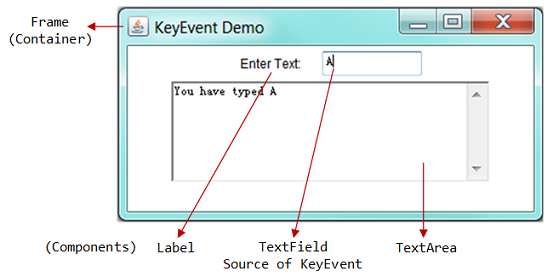 Frame
(Container)
KeyEvent Demo
Enter Text:
A
You have typed A
(Components)
Label
TextField
Source of KeyEvent
TextArea